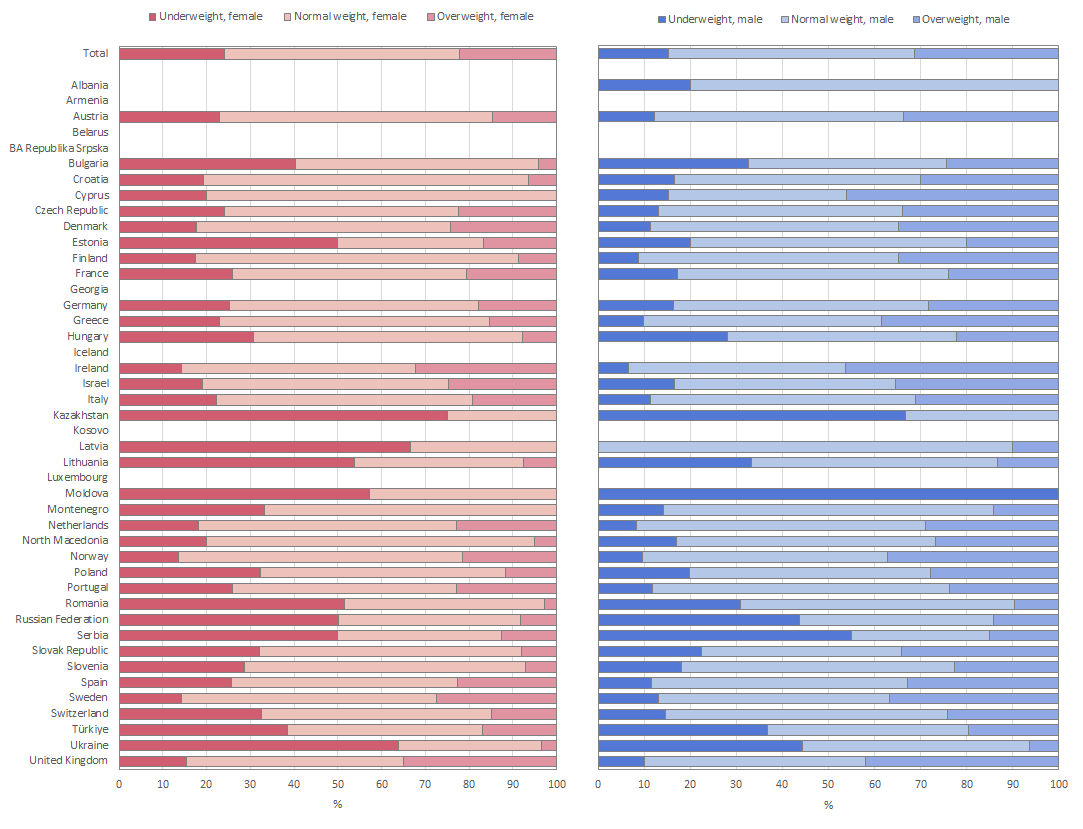 Underweight, female Normal weight, female Overweight, female
Underweight, male Normal weight, male Overweight, male
Total
Albania
Armenia
Austria
Belarus
BA Republika Srpska
Bulgaria
Croatia
Cyprus
Czech Republic
Denmark
Estonia
Finland
France
Georgia
Germany
Greece
Hungary
Iceland
Ireland
Israel
Italy
Kazakhstan
Kosovo
Latvia
Lithuania
Luxembourg
Moldova
Montenegro
Netherlands
North Macedonia
Norway
Poland
Portugal
Romania
Russian Federation
Serbia
Slovak Republic
Slovenia
Spain
Sweden
Switzerland
Türkiye
Ukraine
United Kingdom
0 10 20 30 40 50 60 70 80 90 100
%
0 10 20 30 40 50 60 70 80 90 100
%